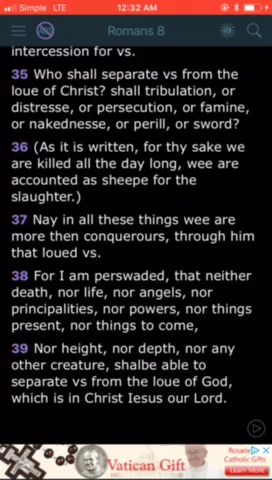 Simple LTE 12:32 AM
Romans 8
intercession for vs.
35 Who shall separate vs from the
loue of Christ? shall tribulation, or
distresse, or persecution, or famine,
or nakednesse, or perill, or sword?
36 (As it is written, for thy sake we
are killed all the day long, wee are
accounted as sheepe for the
slaughter.)
37 Nay in all these things wee are
more then conquerours, through him
that loued vs.
38 For I am perswaded, that neither
death, nor life, nor angels, nor
principalities, nor powers, nor things
present, nor things to come,
39 Nor height, nor depth, nor any
other creature, shalbe able to
separate vs from the loue of God,
which is in Christ Iesus our Lord.
Vatican Gift
Catholic Gifts
Learn More